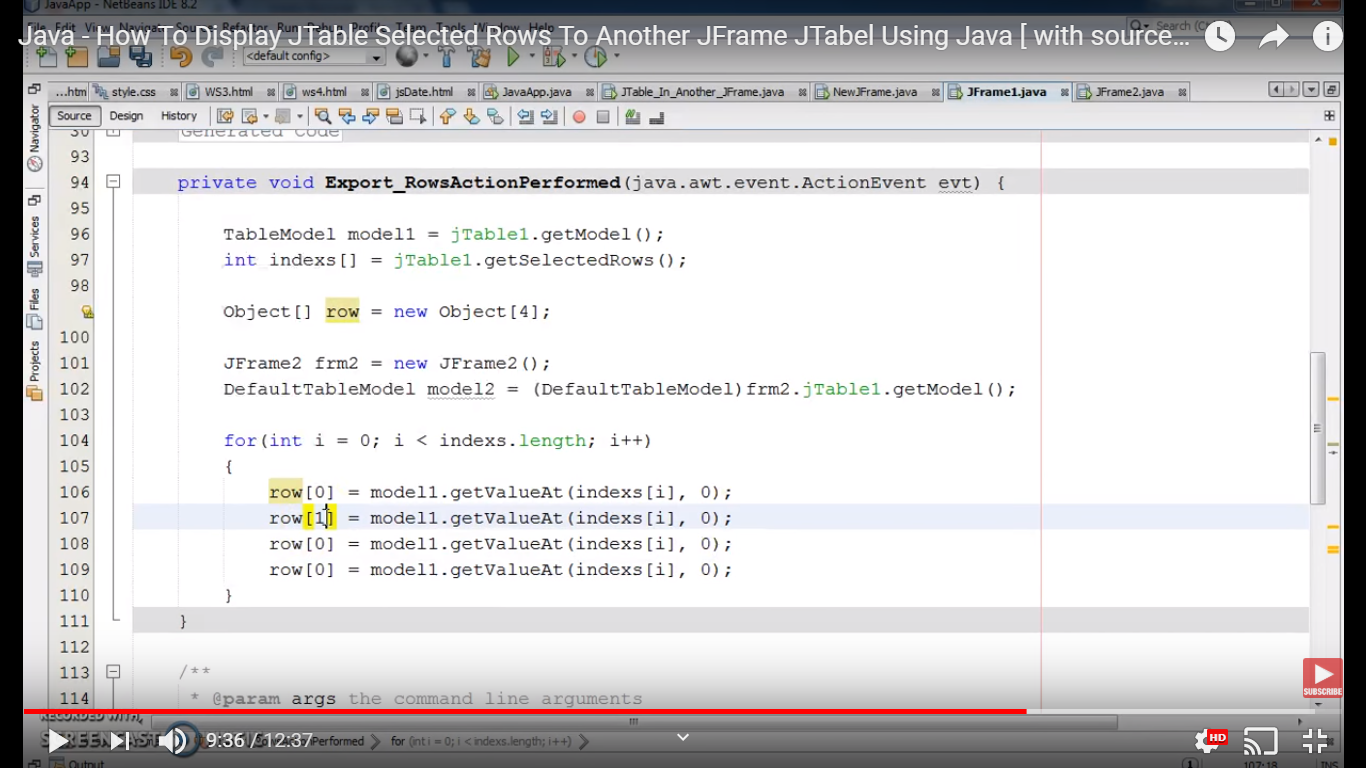 JavaApp - NetBeans IDE 8.2
Java - How To Display JTable Selected Rows To Another JFrame JTabel Using Java [ with source...
<default config>
...htm style.css WS3.html ws4.html jsDate.html JavaApp.java JTable_In_Another_JFrame.java NewJFrame.java JFrame1.java JFrame2.java
Source Design History
Navigator
Services
Files
Projects
30 Generated Code
93
94 private void Export_RowsActionPerformed(java.awt.event.ActionEvent evt) {
95
96 TableModel model1 = jTable1.getModel();
97 int indexs[] = jTable1.getSelectedRows();
98
Object[] row = new Object[4];
100
101 JFrame2 frm2 = new JFrame2();
102 DefaultTableModel model2 = (DefaultTableModel)frm2.jTable1.getModel();
103
104 for(int i = 0; i < indexs.length; i++)
105 {
106 row[0] = model1.getValueAt(indexs[i], 0);
107 row[1] = model1.getValueAt(indexs[i], 0);
108 row[0] = model1.getValueAt(indexs[i], 0);
109 row[0] = model1.getValueAt(indexs[i], 0);
110 }
111 }
112
113 /**
114 * @param args the command line arguments
SUBSCRIBE
RECORDED WITH
9:36 / 12:37
Performed for (int i = 0; i < indexs.length; i++)
HD
Output
107:18 INS